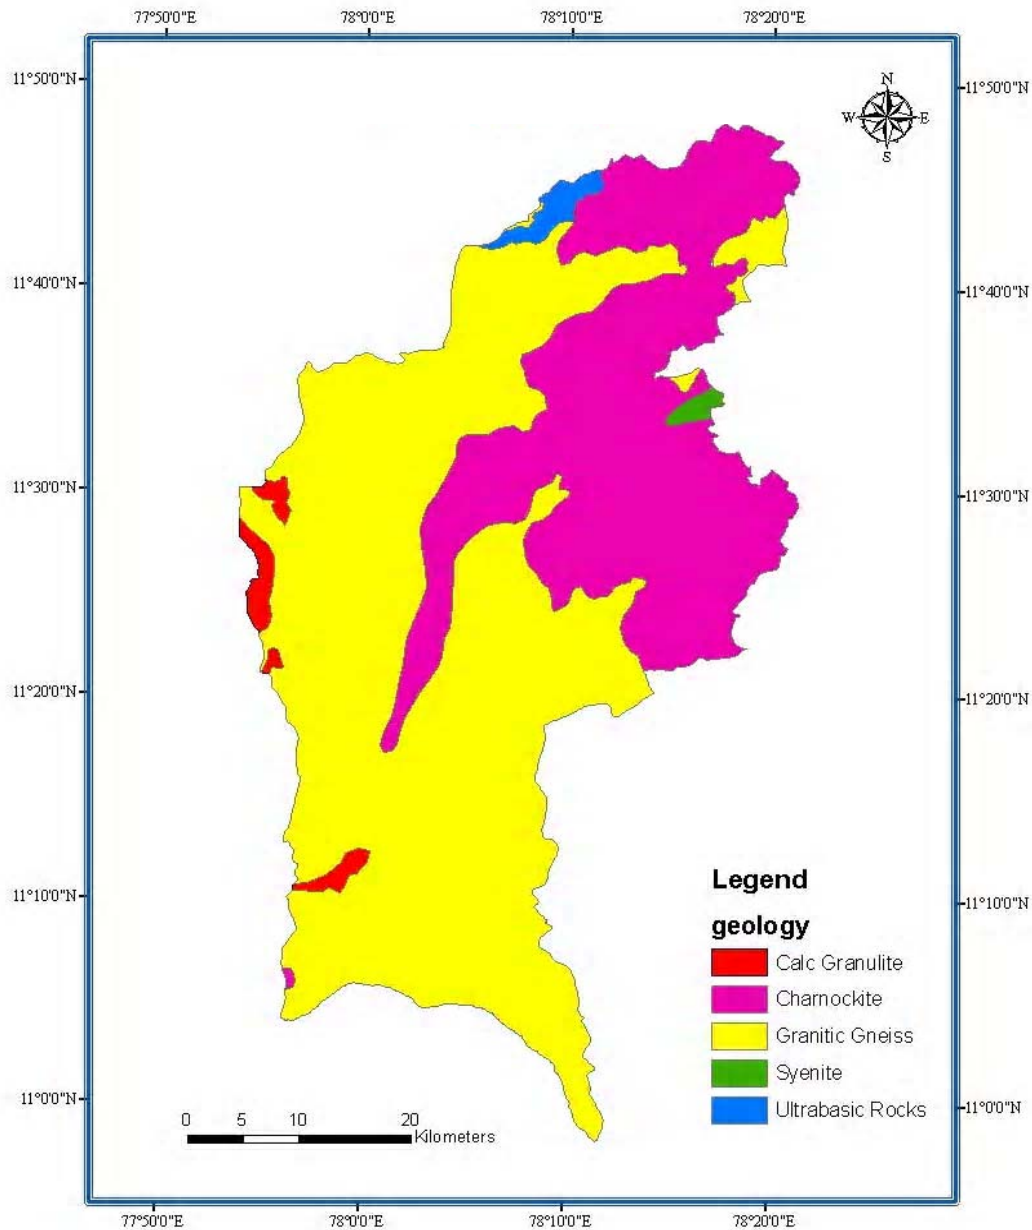 77°50'0"E 78°0'0"E 78°10'0"E 78°20'0"E
11°50'0"N 11°50'0"N
N
W E
S
11°40'0"N 11°40'0"N
11°30'0"N 11°30'0"N
11°20'0"N 11°20'0"N
11°10'0"N 11°10'0"N
Legend
geology
Calc Granulite
Charnockite
Granitic Gneiss
Syenite
Ultrabasic Rocks
11°0'0"N 11°0'0"N
0 5 10 20
Kilometers
77°50'0"E 78°0'0"E 78°10'0"E 78°20'0"E